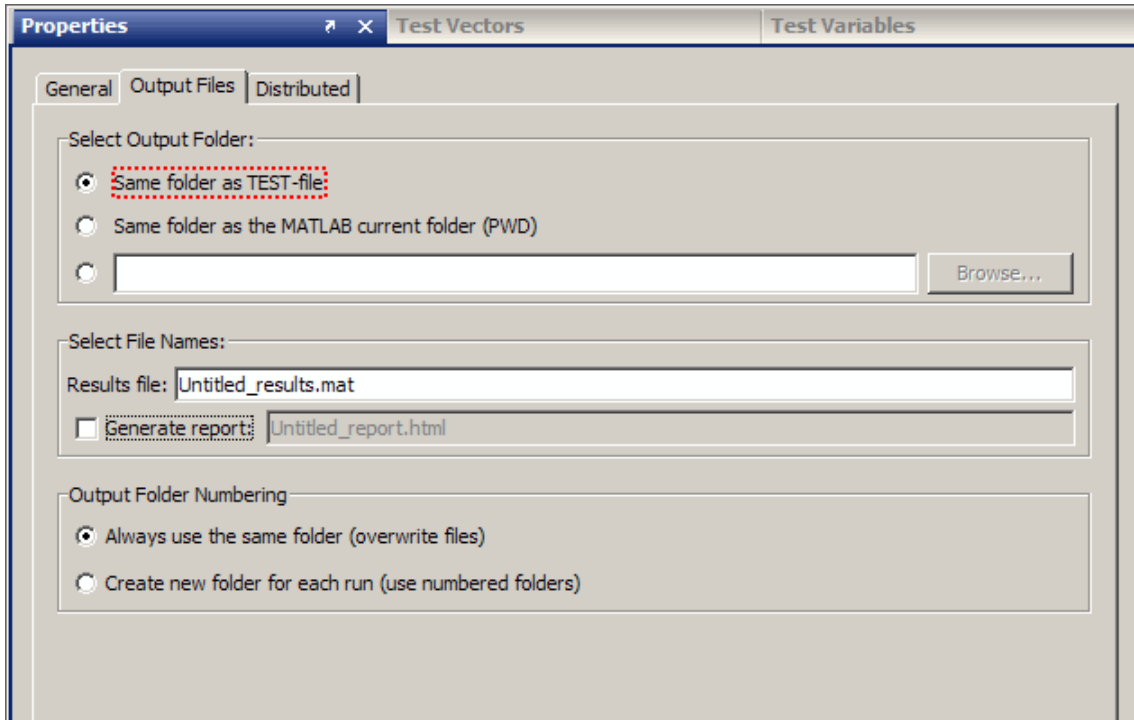 Properties Test Vectors Test Variables
General Output Files Distributed
Select Output Folder:
Same folder as TEST-file
Same folder as the MATLAB current folder (PWD)
Browse...
Select File Names:
Results file: Untitled_results.mat
Generate report: Untitled_report.html
Output Folder Numbering
Always use the same folder (overwrite files)
Create new folder for each run (use numbered folders)